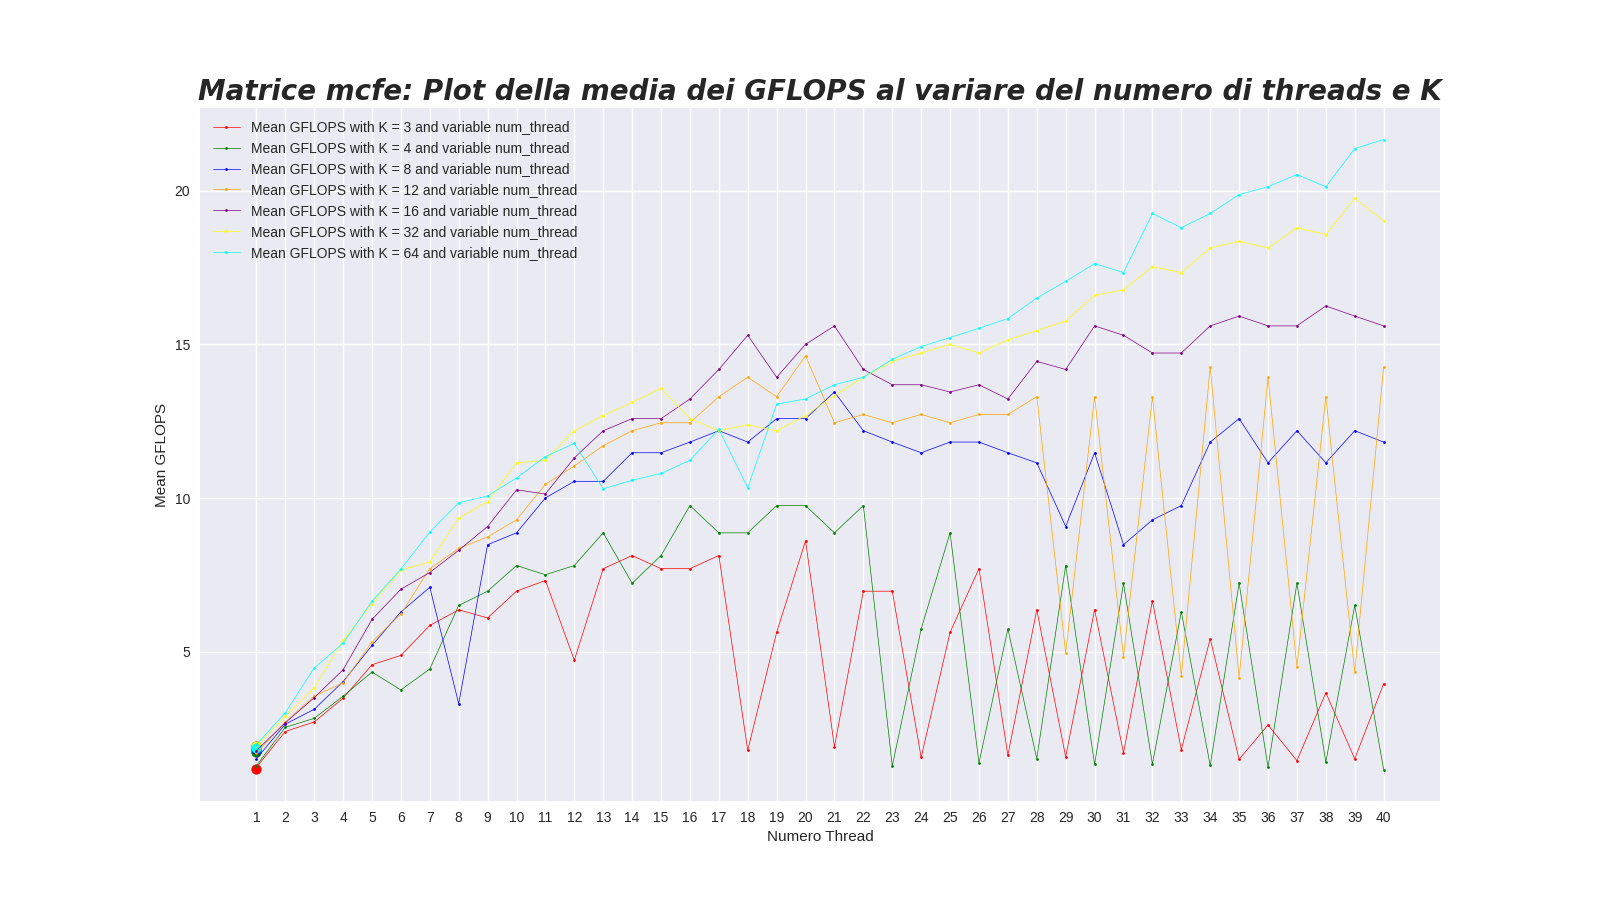 Matrice mcfe: Plot della media dei GFLOPS al variare del numero di threads e K
Mean GFLOPS with K = 3 and variable num_thread
Mean GFLOPS with K = 4 and variable num_thread
Mean GFLOPS with K = 8 and variable num_thread
Mean GFLOPS with K = 12 and variable num_thread
Mean GFLOPS with K = 16 and variable num_thread
Mean GFLOPS with K = 32 and variable num_thread
Mean GFLOPS with K = 64 and variable num_thread
20
15
10
5
Mean GFLOPS
1 2 3 4 5 6 7 8 9 10 11 12 13 14 15 16 17 18 19 20 21 22 23 24 25 26 27 28 29 30 31 32 33 34 35 36 37 38 39 40
Numero Thread